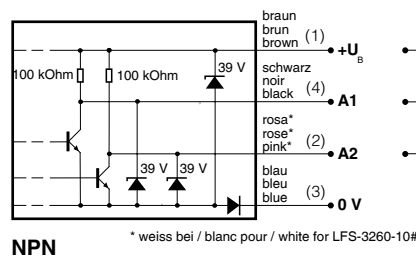 braun
brun
brown (1) +UB
100 kOhm 100 kOhm 39 V
schwarz
noir
black (4) A1
rosa*
rose*
pink* (2) A2
39 V 39 V
blau
bleu
blue (3) 0 V
* weiss bei / blanc pour / white for LFS-3260-10#
NPN